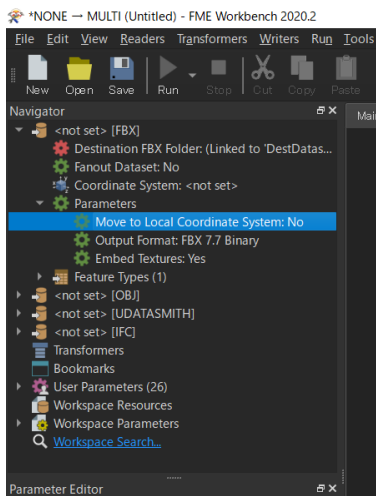 *NONE → MULTI (Untitled) - FME Workbench 2020.2
File Edit View Readers Transformers Writers Run Tools
New Open Save Run Stop Cut Copy Paste
Navigator
Mai
<not set> [FBX]
Destination FBX Folder: (Linked to 'DestDatas...
Fanout Dataset: No
Coordinate System: <not set>
Parameters
Move to Local Coordinate System: No
Output Format: FBX 7.7 Binary
Embed Textures: Yes
Feature Types (1)
<not set> [OBJ]
<not set> [UDATASMITH]
<not set> [IFC]
Transformers
Bookmarks
User Parameters (26)
Workspace Resources
Workspace Parameters
Workspace Search...
Parameter Editor